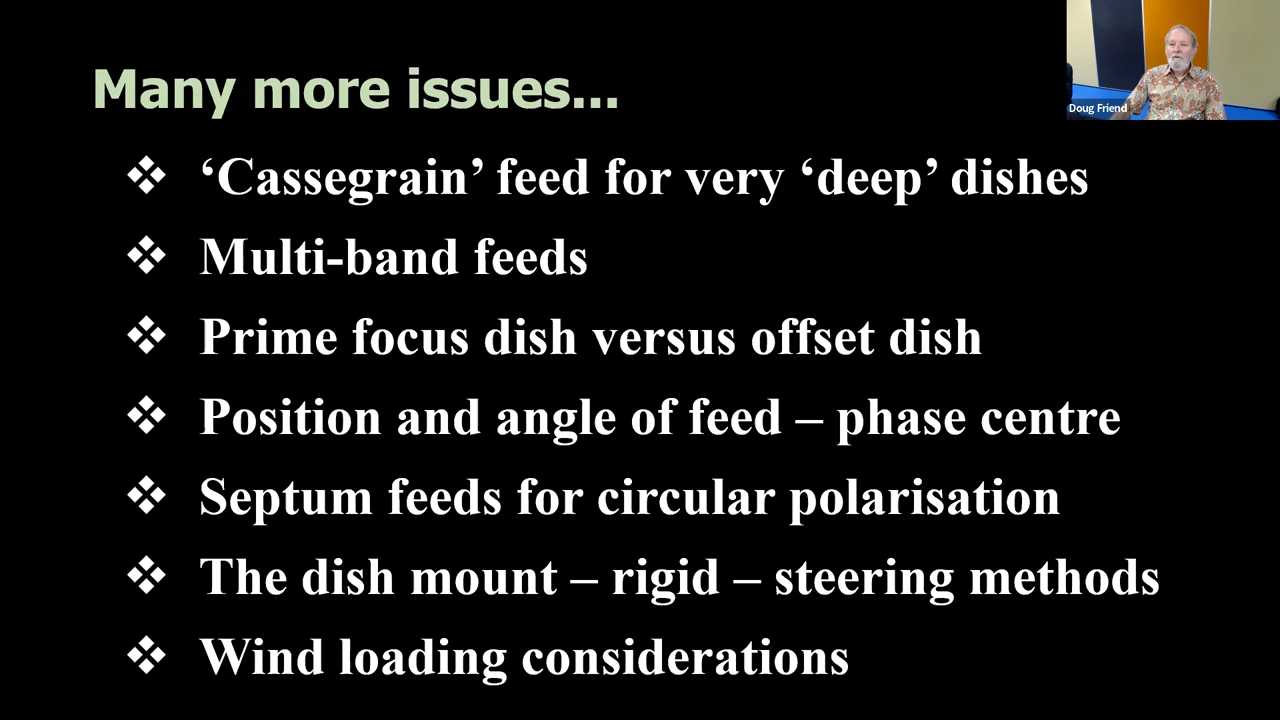 Many more issues...
Doug Friend
❖ ‘Cassegrain’ feed for very ‘deep’ dishes
❖ Multi-band feeds
❖ Prime focus dish versus offset dish
❖ Position and angle of feed – phase centre
❖ Septum feeds for circular polarisation
❖ The dish mount – rigid – steering methods
❖ Wind loading considerations